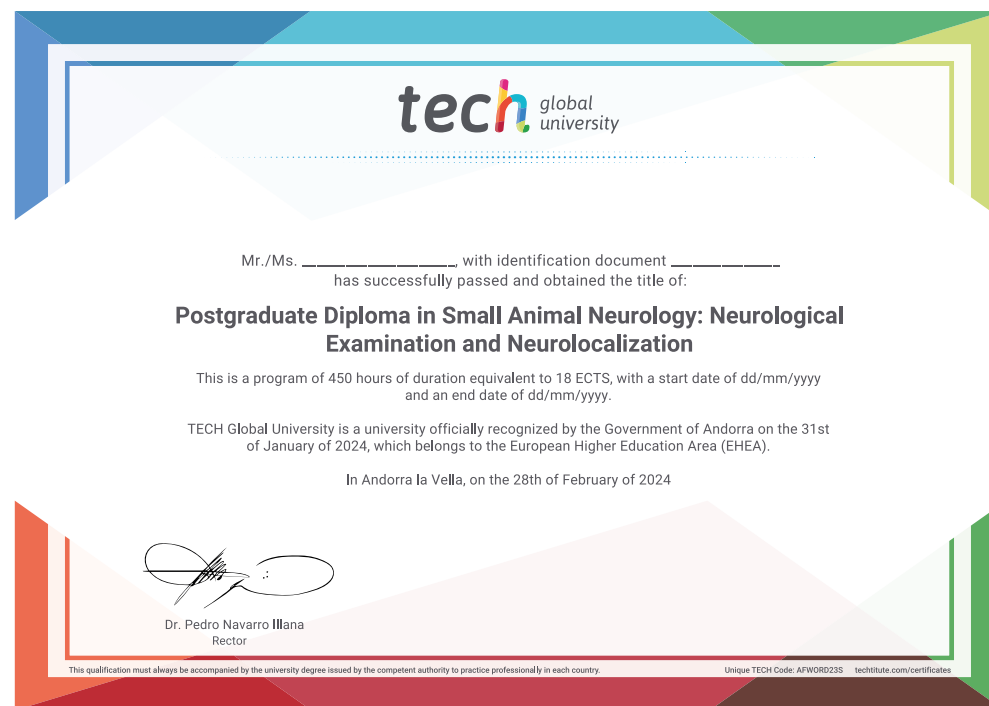 tech global
university
Mr./Ms. ___________________, with identification document ______________
has successfully passed and obtained the title of:
Postgraduate Diploma in Small Animal Neurology: Neurological
Examination and Neurolocalization
This is a program of 450 hours of duration equivalent to 18 ECTS, with a start date of dd/mm/yyyy
and an end date of dd/mm/yyyy.
TECH Global University is a university officially recognized by the Government of Andorra on the 31st
of January of 2024, which belongs to the European Higher Education Area (EHEA).
In Andorra la Vella, on the 28th of February of 2024
Dr. Pedro Navarro Illana
Rector
This qualification must always be accompanied by the university degree issued by the competent authority to practice professionally in each country.
Unique TECH Code: AFWORD23S techtitute.com/certificates